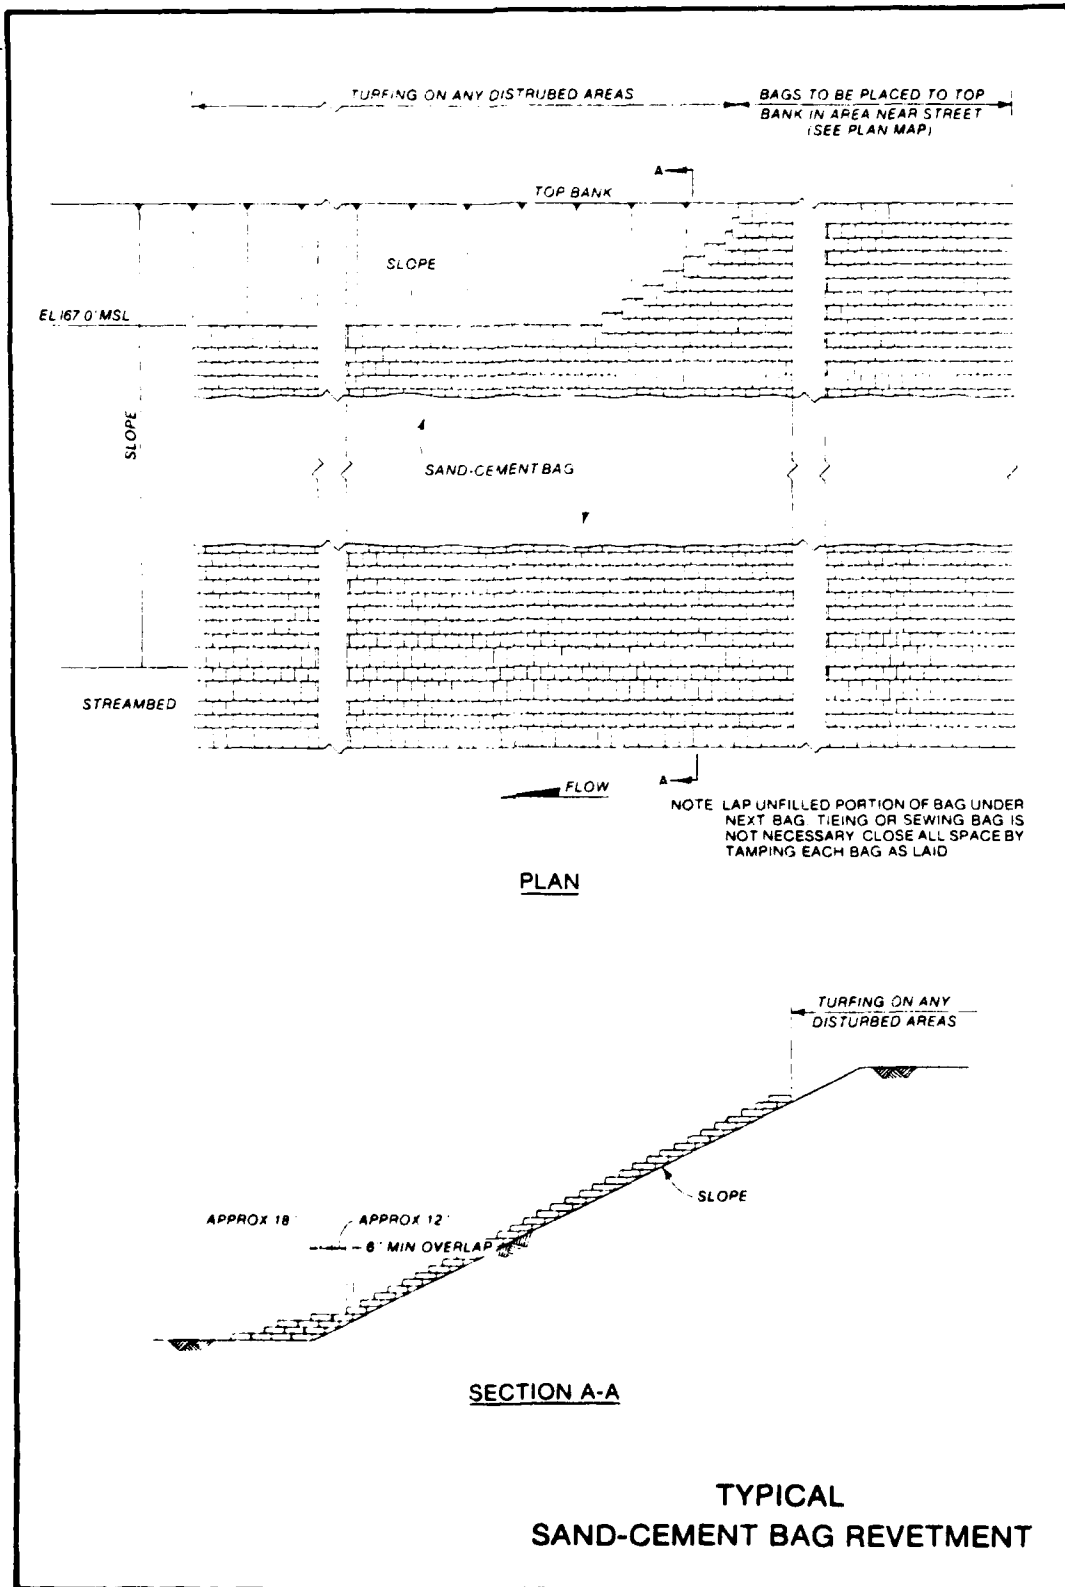 TURFING ON ANY DISTRUBED AREAS
BAGS TO BE PLACED TO TOP
BANK IN AREA NEAR STREET
(SEE PLAN MAP)
A
TOP BANK
SLOPE
EL 167 0' MSL
SLOPE
SAND-CEMENT BAG
STREAMBED
FLOW
A
NOTE LAP UNFILLED PORTION OF BAG UNDER
NEXT BAG. TIEING OR SEWING BAG IS
NOT NECESSARY CLOSE ALL SPACE BY
TAMPING EACH BAG AS LAID
PLAN
TURFING ON ANY
DISTURBED AREAS
SLOPE
APPROX 18"
APPROX 12"
6" MIN OVERLAP
SECTION A-A
TYPICAL
SAND-CEMENT BAG REVETMENT